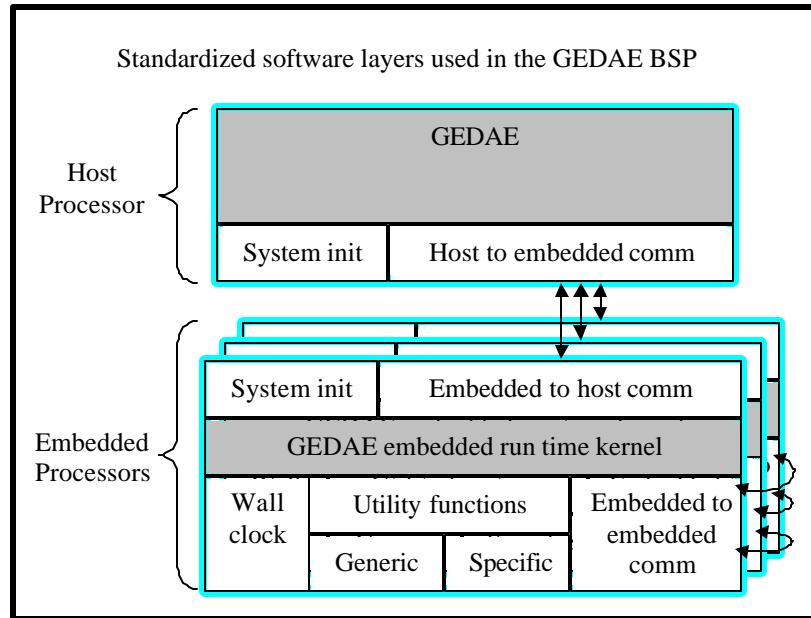 Standardized software layers used in the GEDAE BSP
Host
Processor
GEDAE
System init
Host to embedded comm
Embedded
Processors
System init
Embedded to host comm
GEDAE embedded run time kernel
Wall
clock
Utility functions
Generic
Specific
Embedded to
embedded
comm